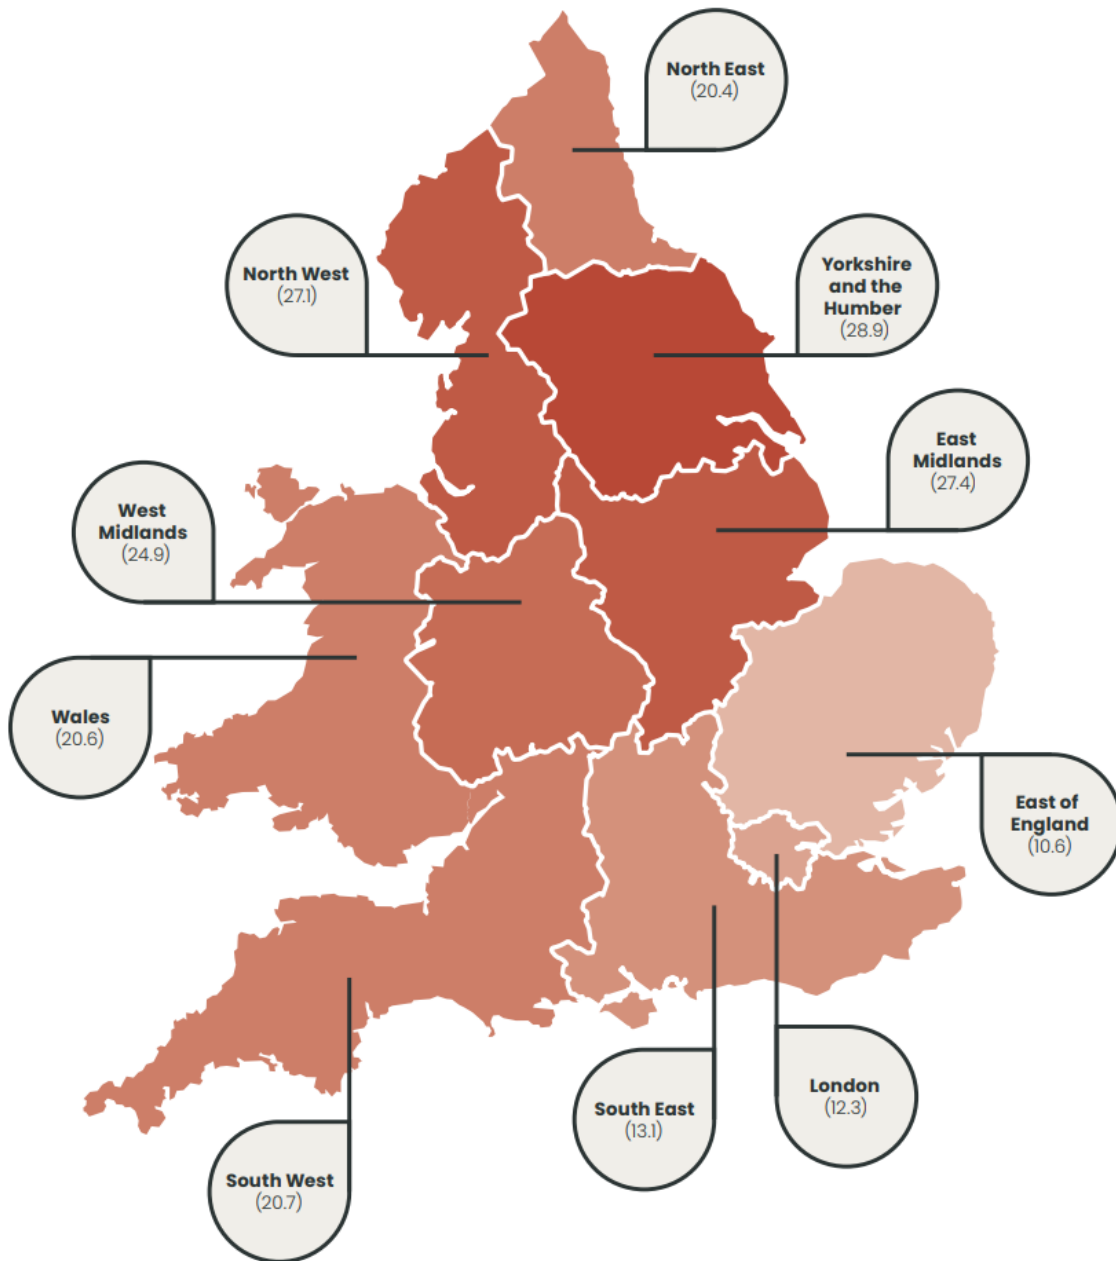 North East
(20.4)
North West
(27.1)
Yorkshire
and the
Humber
(28.9)
East
Midlands
(27.4)
West
Midlands
(24.9)
Wales
(20.6)
East of
England
(10.6)
South East
(13.1)
London
(12.3)
South West
(20.7)